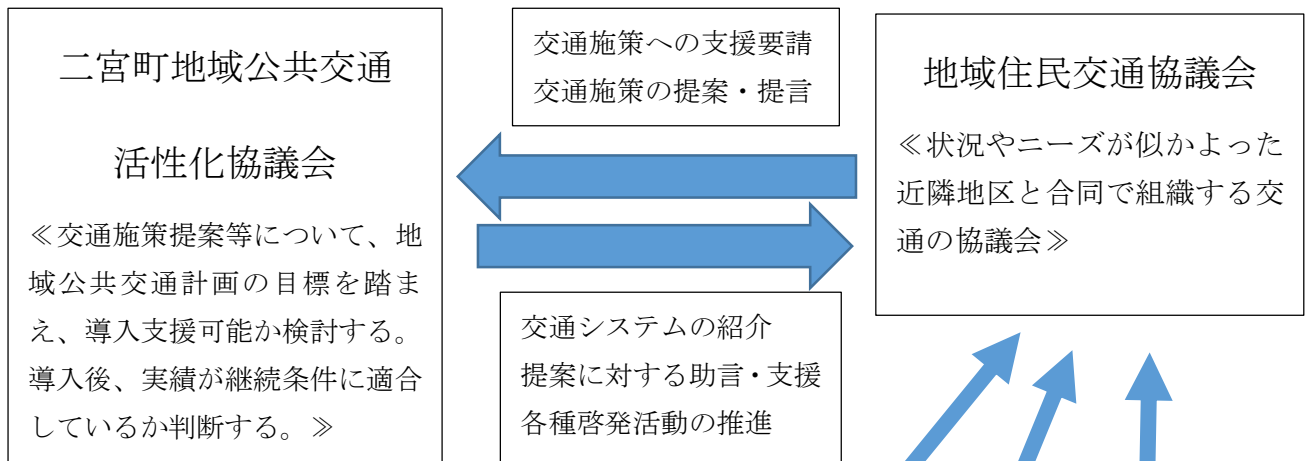 二宮町地域公共交通
活性化協議会
≪交通施策提案等について、地
域公共交通計画の目標を踏ま
え、導入支援可能か検討する。
導入後、実績が継続条件に適合
しているか判断する。≫
交通施策への支援要請
交通施策の提案・提言
交通システムの紹介
提案に対する助言・支援
各種啓発活動の推進
地域住民交通協議会
≪状況やニーズが似かよった
近隣地区と合同で組織する交
通の協議会≫